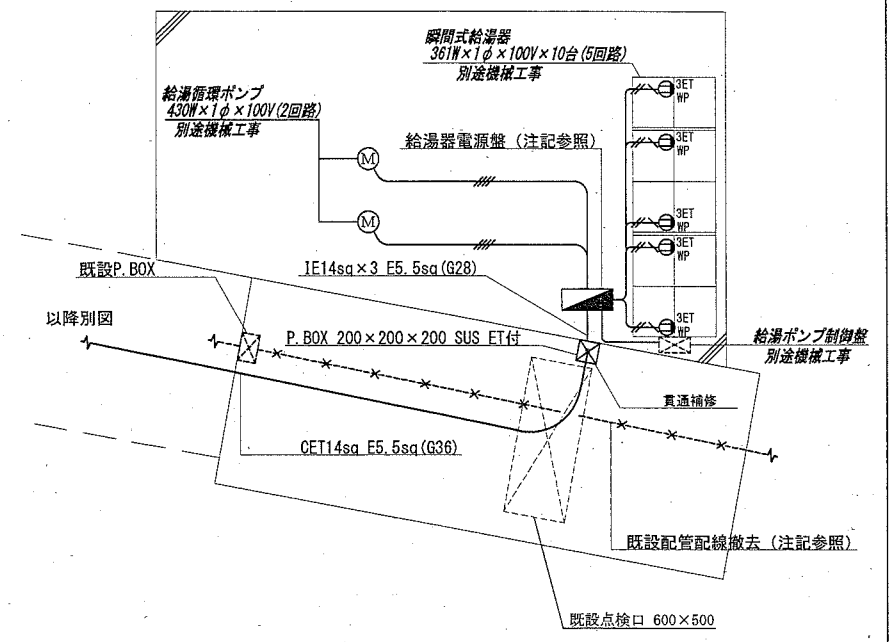 瞬間式給湯器
361W×1φ×100V×10台(5回路)
別途機械工事
給湯循環ポンプ
430W×1φ×100V(2回路)
別途機械工事
給湯器電源盤 (注記参照)
3ET
WP
3ET
WP
3ET
WP
3ET
WP
3ET
WP
M
M
既設P.BOX
IE14sq×3 E5.5sq(G28)
以降別図
P.BOX 200×200×200 SUS ET付
給湯ポンプ制御盤
別途機械工事
貫通補修
CET14sq E5.5sq(G36)
既設配管配線撤去 (注記参照)
既設点検口 600×500